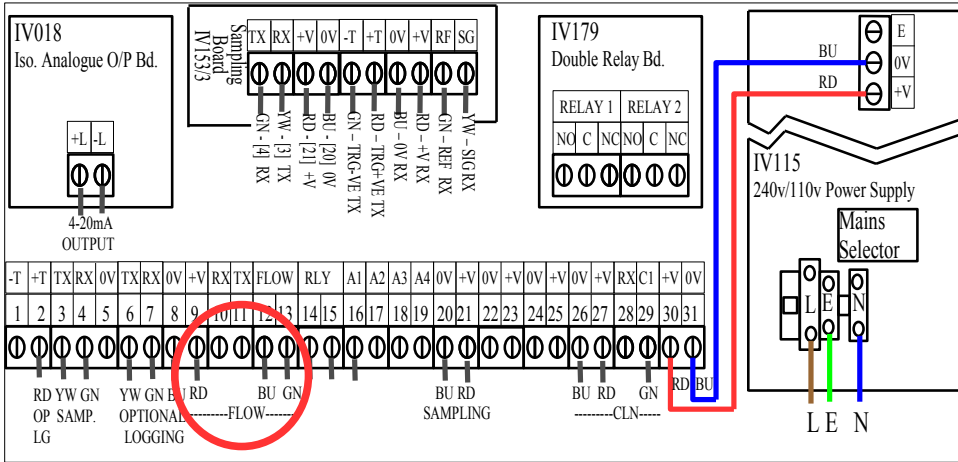 IV018
Iso. Analogue O/P Bd.
+L -L
4-20mA
OUTPUT
Sampling
Board
IV153/3
TX RX +V 0V -T +T 0V +V RF SG
GN - [4] RX
YW - [3] TX
RD - [21] +V
BU - [20] 0V
GN – TRG-VE TX
RD – TRG+VE TX
BU – 0V RX
RD – +V RX
GN – REF RX
YW – SIG RX
IV179
Double Relay Bd.
RELAY 1 RELAY 2
NO C NC NO C NC
BU
RD
E
0V
+V
IV115
240v/110v Power Supply
Mains
Selector
L E N
L E N
-T +T TX RX 0V TX RX 0V +V RX TX FLOW RLY A1 A2 A3 A4 0V +V 0V +V 0V +V 0V +V RX C1 +V 0V
1 2 3 4 5 6 7 8 9 10 11 12 13 14 15 16 17 18 19 20 21 22 23 24 25 26 27 28 29 30 31
RD YW GN YW GN BU RD BU GN BU RD BU RD GN RD BU
OP SAMP. OPTIONAL ----------FLOW------- SAMPLING --------CLN-----
LG LOGGING